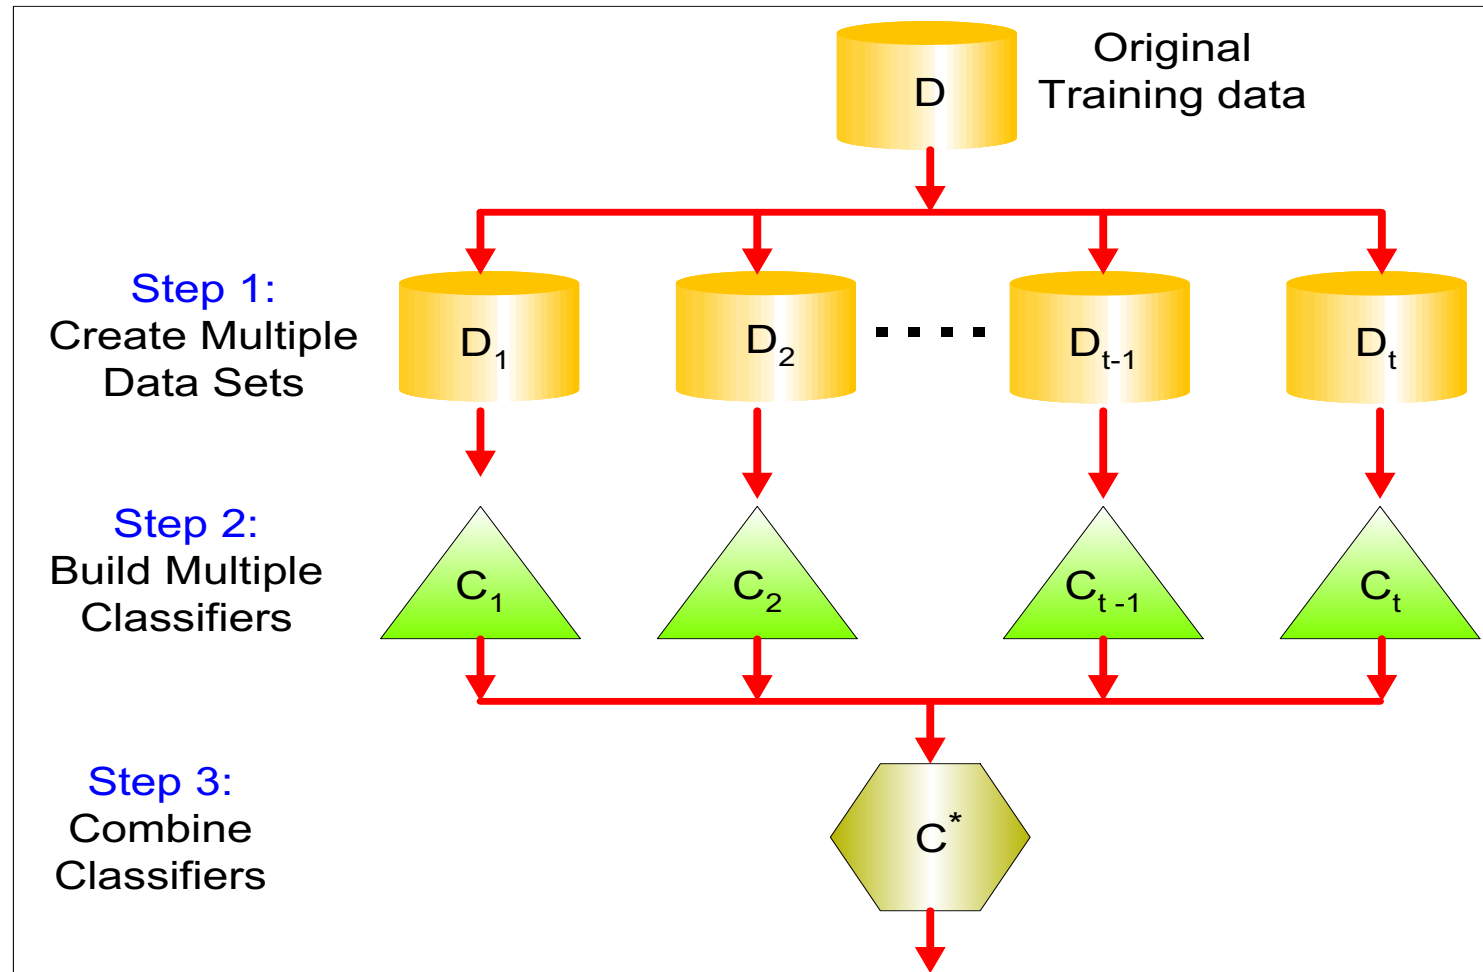 D
Original
Training data
Step 1:
Create Multiple
Data Sets
D1
D2
Dt-1
Dt
Step 2:
Build Multiple
Classifiers
C1
C2
Ct -1
Ct
Step 3:
Combine
Classifiers
C*